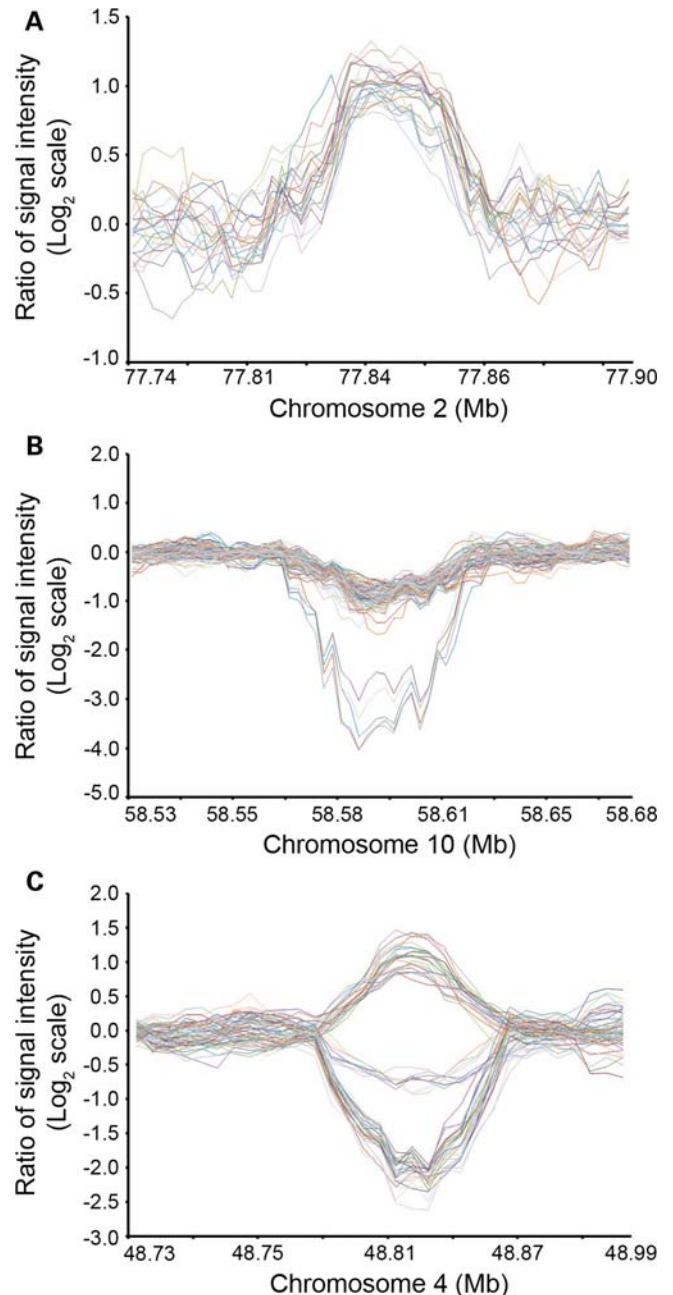 A
Ratio of signal intensity
(Log2 scale)
1.5
1.0
0.5
0.0
-0.5
-1.0
77.74 77.81 77.84 77.86 77.90
Chromosome 2 (Mb)
B
Ratio of signal intensity
(Log2 scale)
2.0
1.0
0.0
-1.0
-2.0
-3.0
-4.0
-5.0
58.53 58.55 58.58 58.61 58.65 58.68
Chromosome 10 (Mb)
C
Ratio of signal intensity
(Log2 scale)
2.0
1.5
1.0
0.5
0.0
-0.5
-1.0
-1.5
-2.0
-2.5
-3.0
48.73 48.75 48.81 48.87 48.99
Chromosome 4 (Mb)